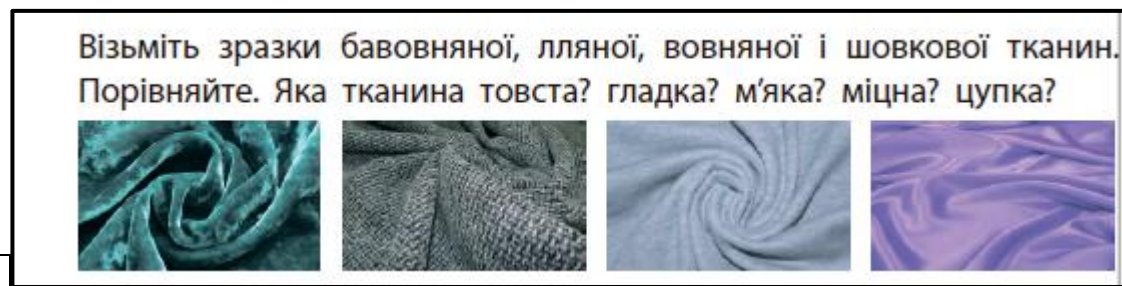 Візьміть зразки бавовняної, лляної, вовняної і шовкової тканин.
Порівняйте. Яка тканина товста? гладка? м'яка? міцна? цупка?